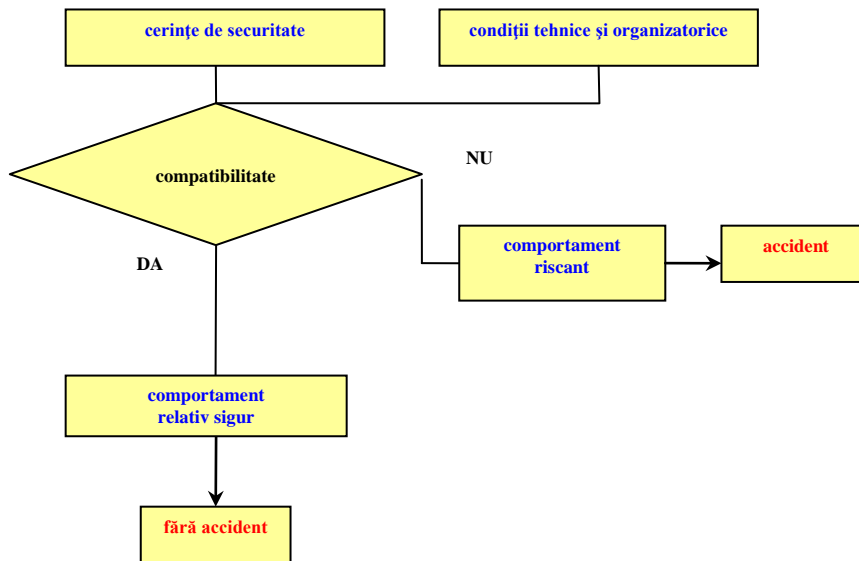 cerinţe de securitate
condiţii tehnice şi organizatorice
NU
compatibilitate
DA
comportament
riscant
accident
comportament
relativ sigur
fără accident